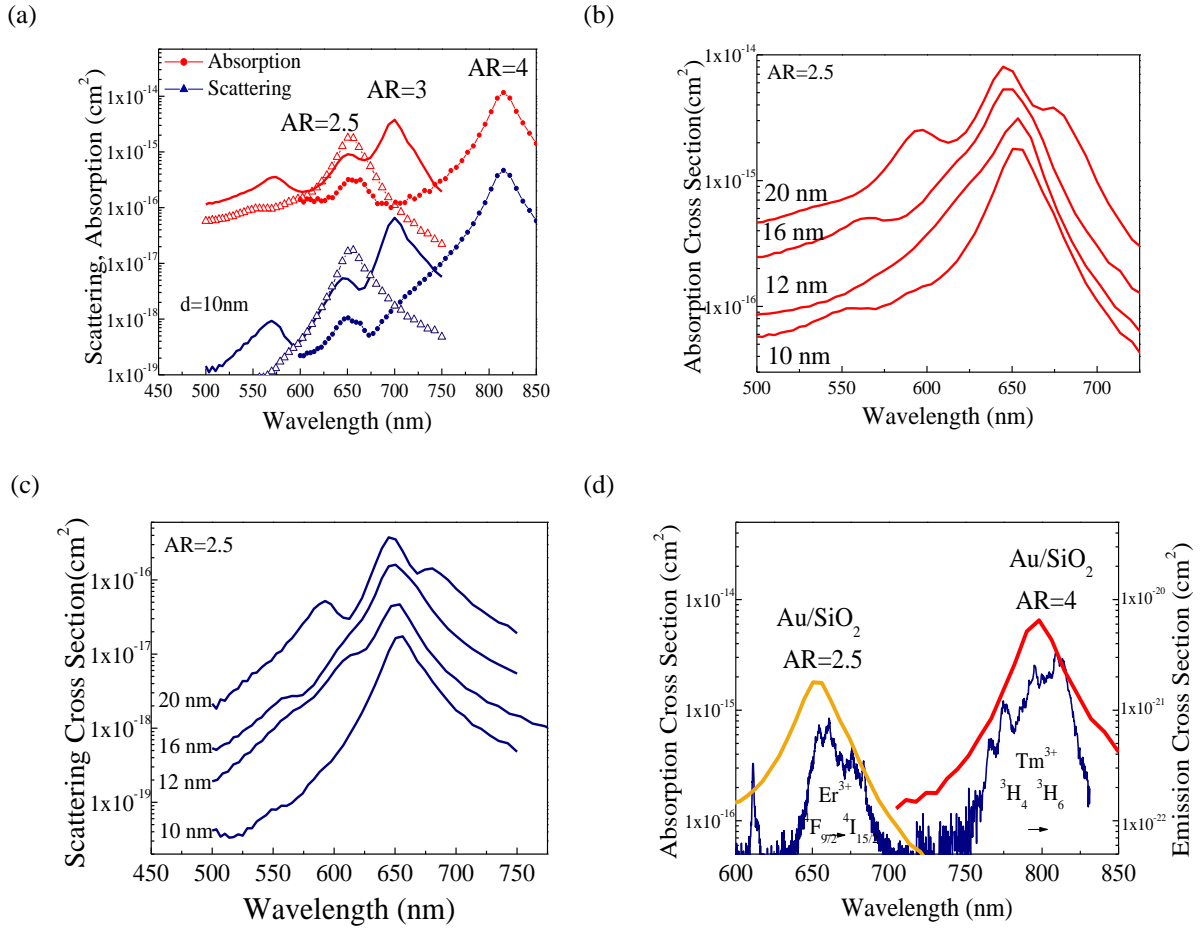 (a)
Absorption
Scattering
AR=2.5
AR=3
AR=4
d=10nm
Scattering, Absorption (cm²)
1x10⁻¹⁴
1x10⁻¹⁵
1x10⁻¹⁶
1x10⁻¹⁷
1x10⁻¹⁸
1x10⁻¹⁹
450 500 550 600 650 700 750 800 850
Wavelength (nm)
(b)
AR=2.5
20 nm
16 nm
12 nm
10 nm
Absorption Cross Section(cm²)
1x10⁻¹⁴
1x10⁻¹⁵
1x10⁻¹⁶
500 550 600 650 700
Wavelength (nm)
(c)
AR=2.5
20 nm
16 nm
12 nm
10 nm
Scattering Cross Section(cm²)
1x10⁻¹⁶
1x10⁻¹⁷
1x10⁻¹⁸
1x10⁻¹⁹
450 500 550 600 650 700 750
Wavelength (nm)
(d)
Au/SiO₂
AR=2.5
Au/SiO₂
AR=4
Er³⁺
⁴F₉/₂→⁴I₁₅/₂
Tm³⁺
³H₄ ³H₆
→
Absorption Cross Section (cm²)
1x10⁻¹⁴
1x10⁻¹⁵
1x10⁻¹⁶
Emission Cross Section (cm²)
1x10⁻²⁰
1x10⁻²¹
1x10⁻²²
600 650 700 750 800 850
Wavelength (nm)